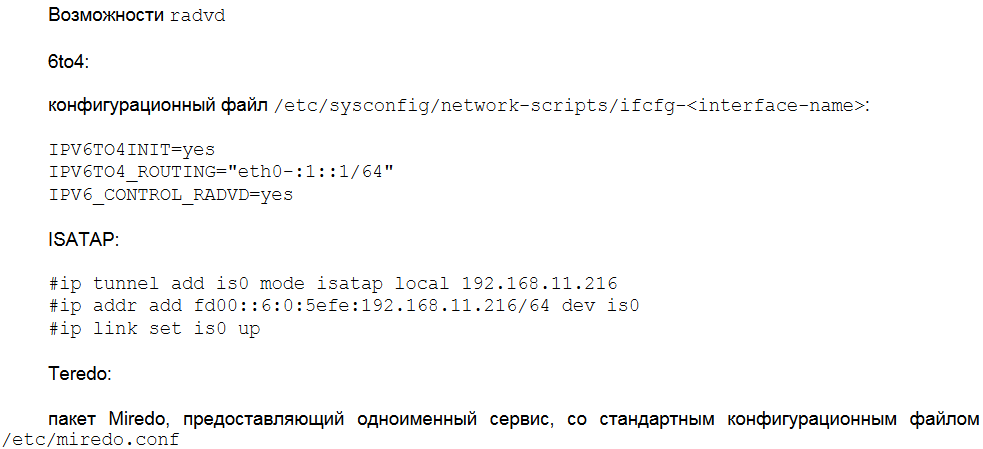 Возможности radvd
6to4:
конфигурационный файл /etc/sysconfig/network-scripts/ifcfg-<interface-name>:
IPV6TO4INIT=yes
IPV6TO4_ROUTING="eth0-:1::1/64"
IPV6_CONTROL_RADVD=yes
ISATAP:
#ip tunnel add is0 mode isatap local 192.168.11.216
#ip addr add fd00::6:0:5efe:192.168.11.216/64 dev is0
#ip link set is0 up
Teredo:
пакет Miredo, предоставляющий одноименный сервис, со стандартным конфигурационным файлом
/etc/miredo.conf